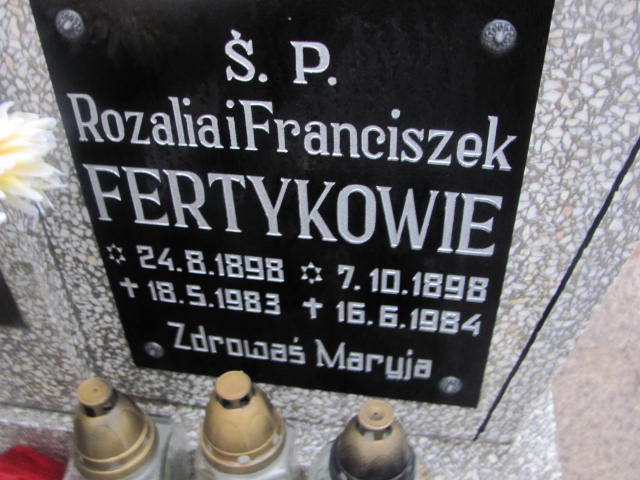 Ś. P.
Rozalia i Franciszek
FERTYKOWIE
✡ 24.8.1898 ✡ 7.10.1898
✝ 18.5.1983 ✝ 16.6.1984
Zdrowaś Maryja